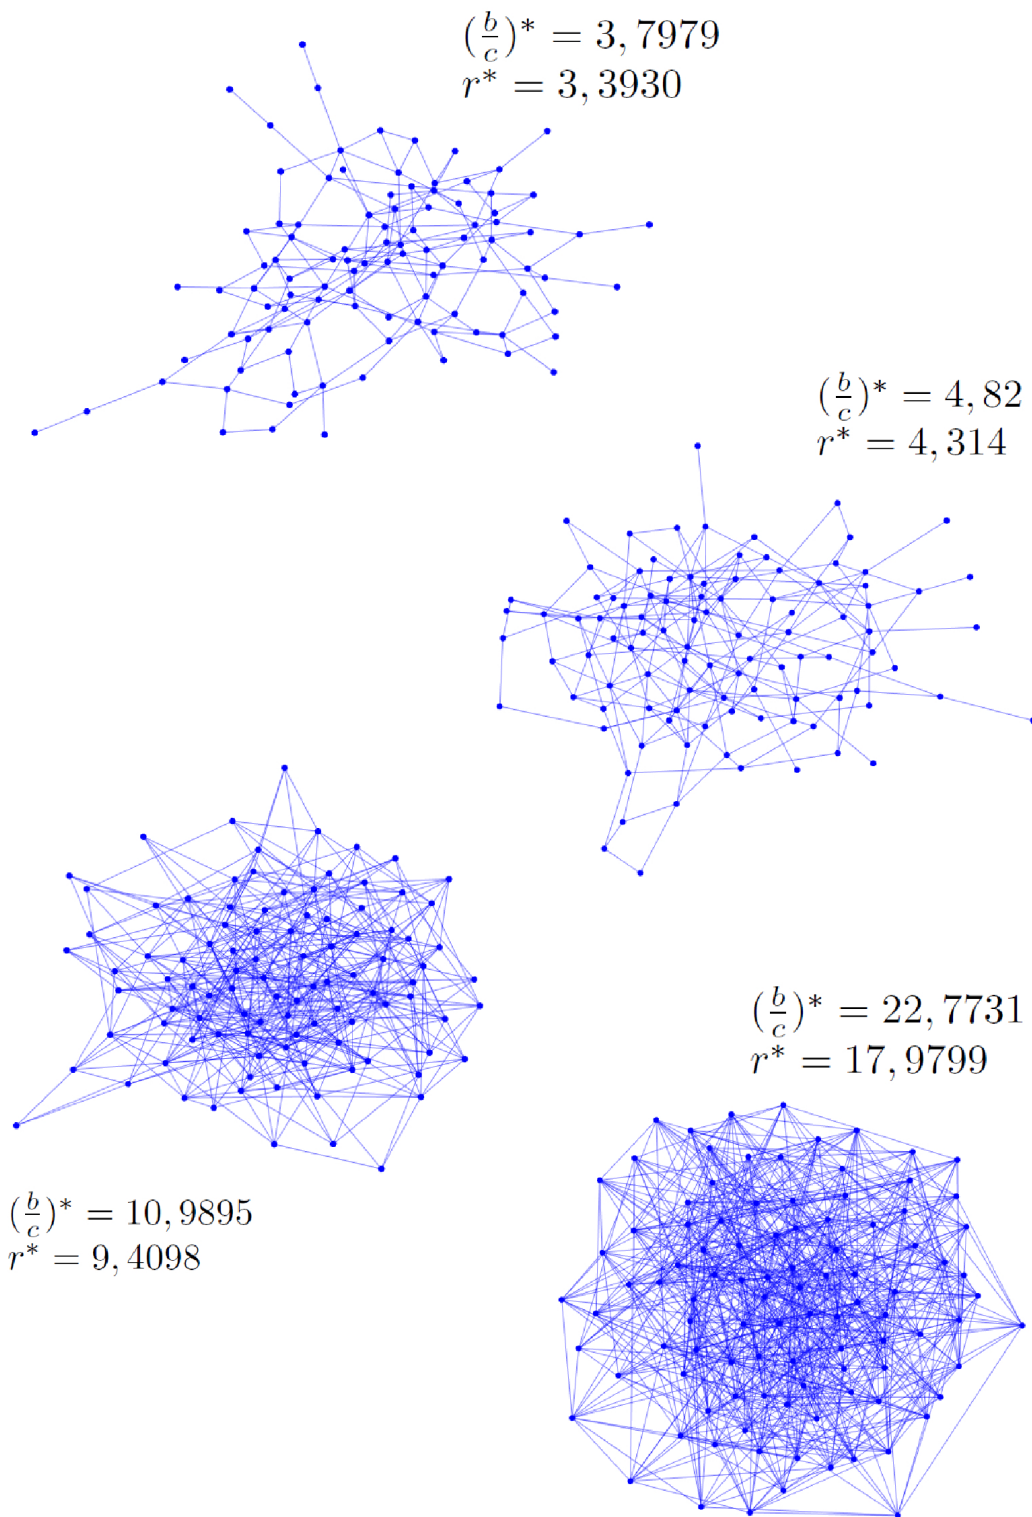 (b/c)* = 3,7979
r* = 3,3930
(b/c)* = 4,82
r* = 4,314
(b/c)* = 22,7731
r* = 17,9799
(b/c)* = 10,9895
r* = 9,4098